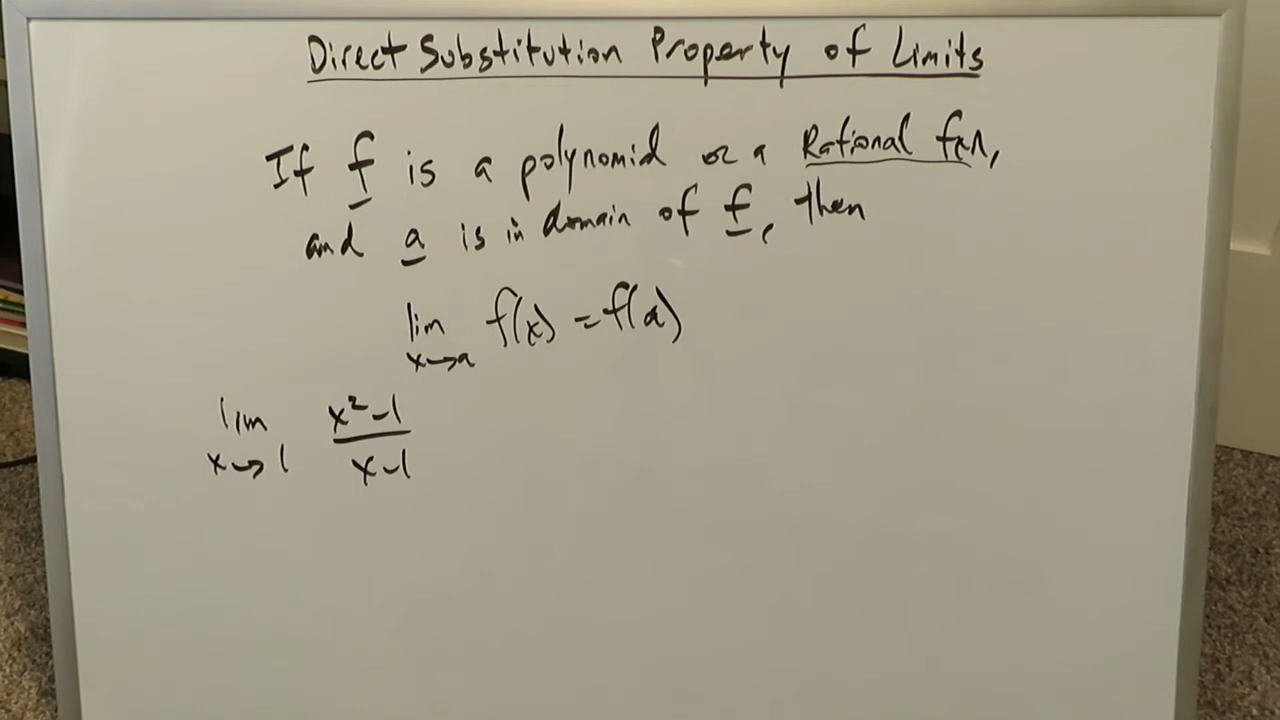 Direct Substitution Property of Limits
If f is a polynomial or a Rational fxn,
and a is in domain of f, then
lim x→a f(x) = f(a)
lim x→1 x²-1 / x-1